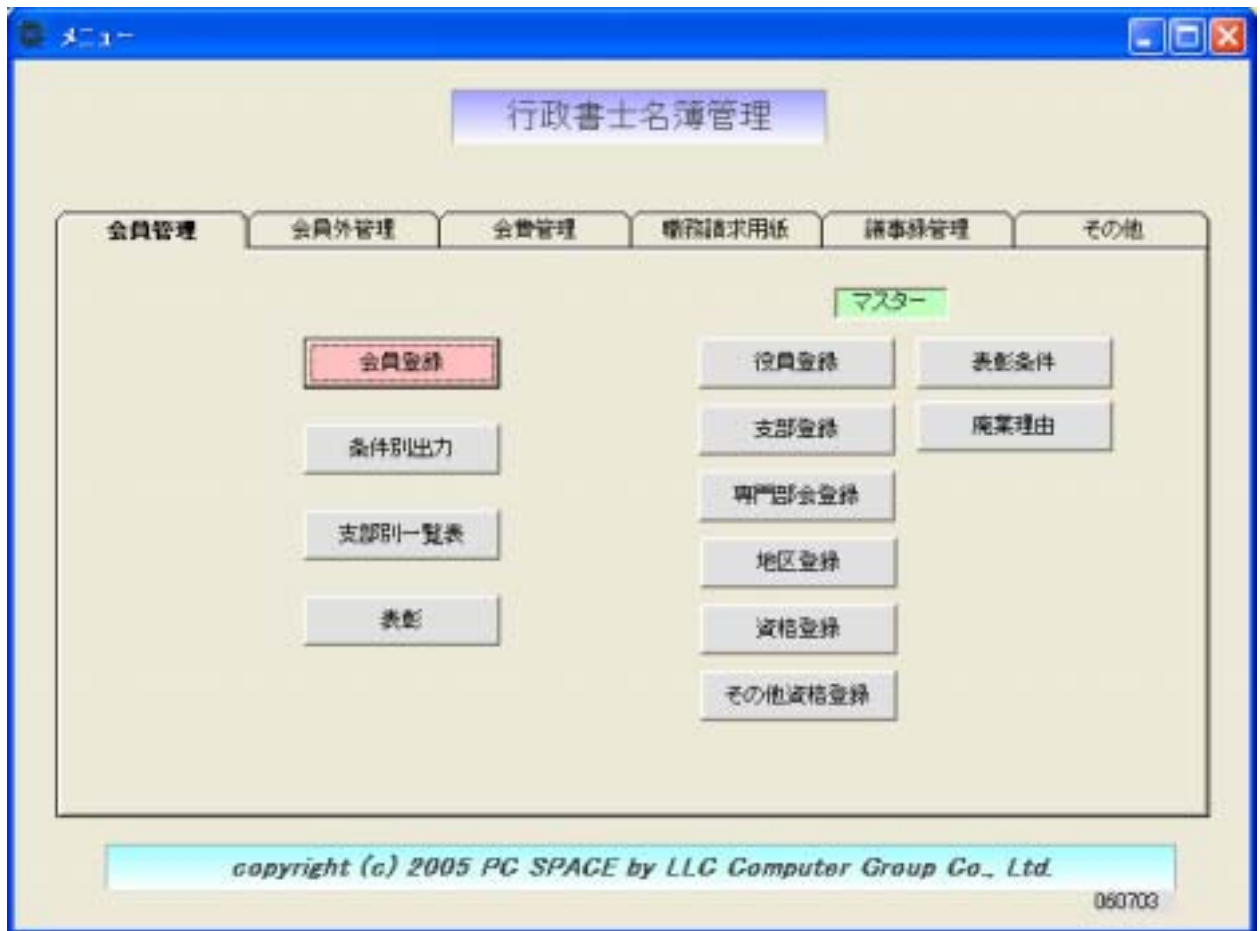 メニュー
行政書士名簿管理
会員管理 会員外管理 会費管理 職務請求用紙 議事録管理 その他
マスター
会員登録 役員登録 表彰条件
条件別出力 支部登録 廃業理由
専門部会登録
支部別一覧表 地区登録
表彰 資格登録
その他資格登録
copyright (c) 2005 PC SPACE by LLC Computer Group Co., Ltd.
060703